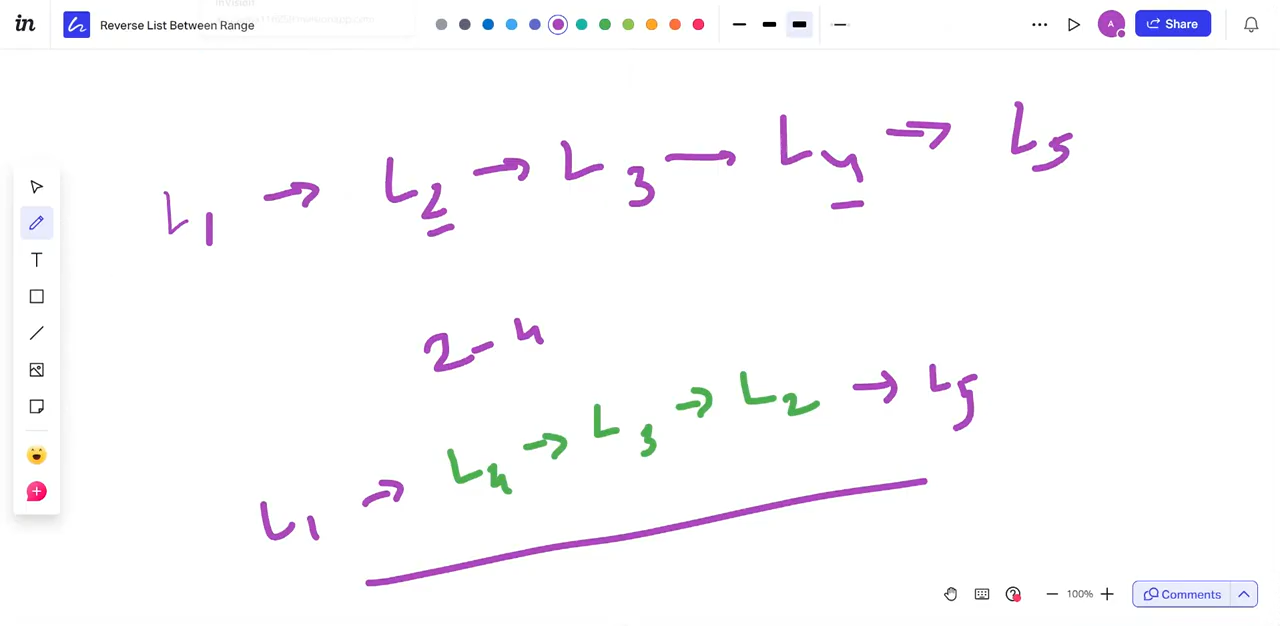 in Reverse List Between Range Share
L1 → L2 → L3 → L4 → L5
2-4
L1 → L4 → L3 → L2 → L5
T
A
100%
Comments